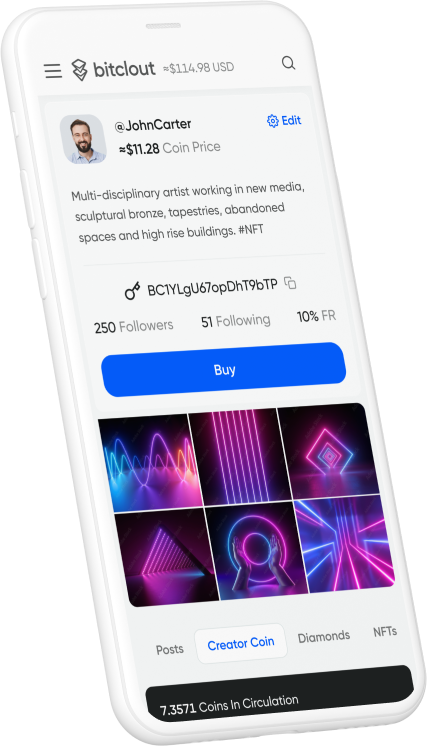 bitclout ≈$114.98 USD
@JohnCarter
Edit
≈$11.28 Coin Price
Multi-disciplinary artist working in new media,
sculptural bronze, tapestries, abandoned
spaces and high rise buildings. #NFT
BC1YLgU67opDhT9bTP
250 Followers 51 Following 10% FR
Buy
Posts Creator Coin Diamonds NFTs
7.3571 Coins In Circulation